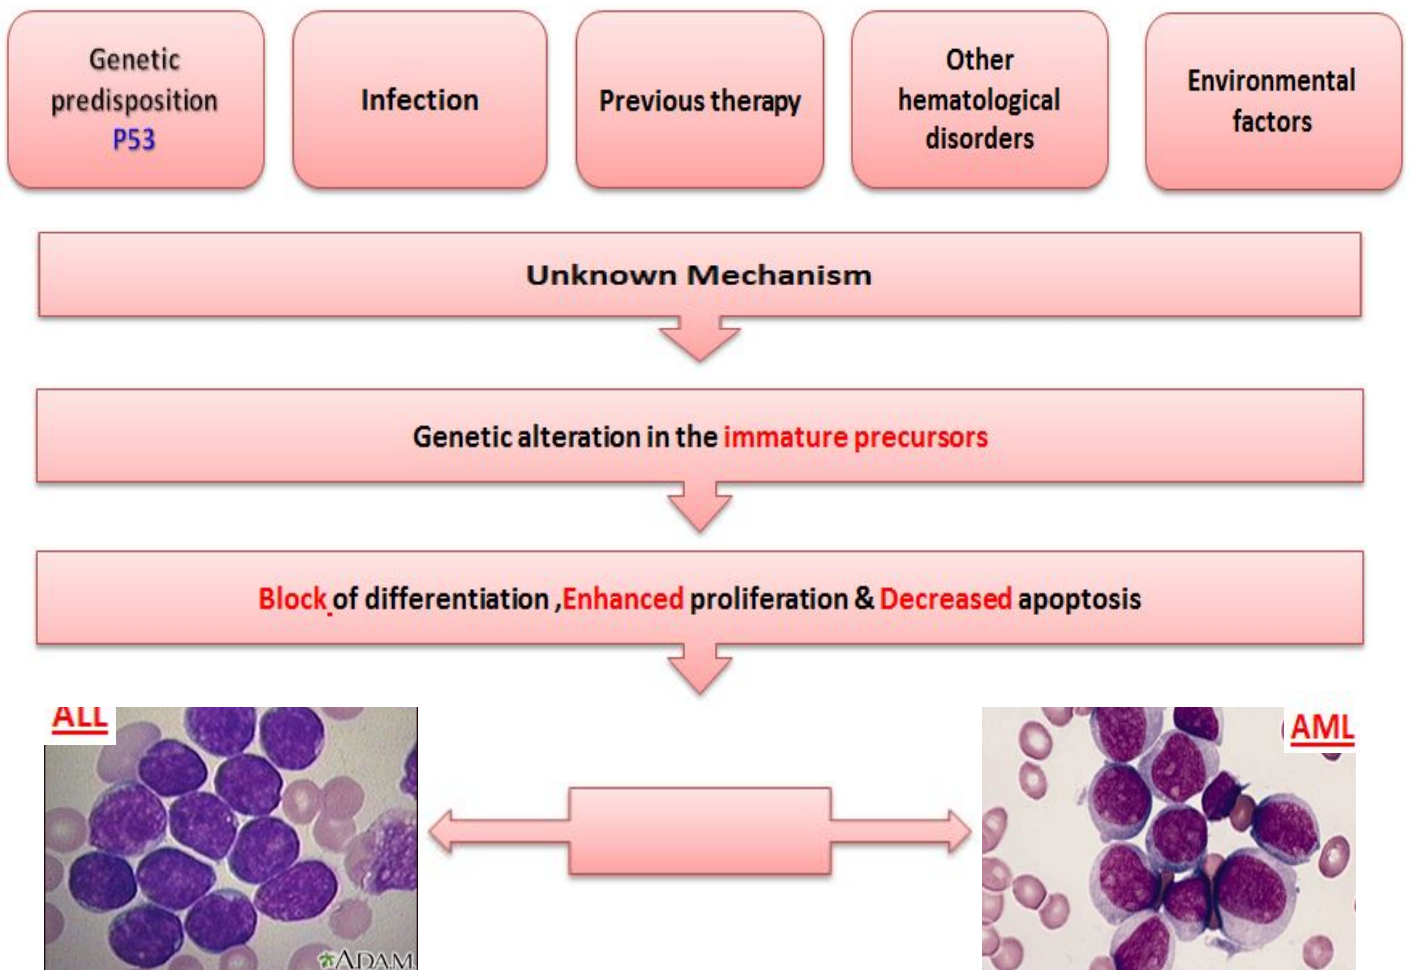 Genetic
predisposition
P53
Infection
Previous therapy
Other
hematological
disorders
Environmental
factors
Unknown Mechanism
Genetic alteration in the immature precursors
Block of differentiation ,Enhanced proliferation & Decreased apoptosis
ALL
AML
ADAM